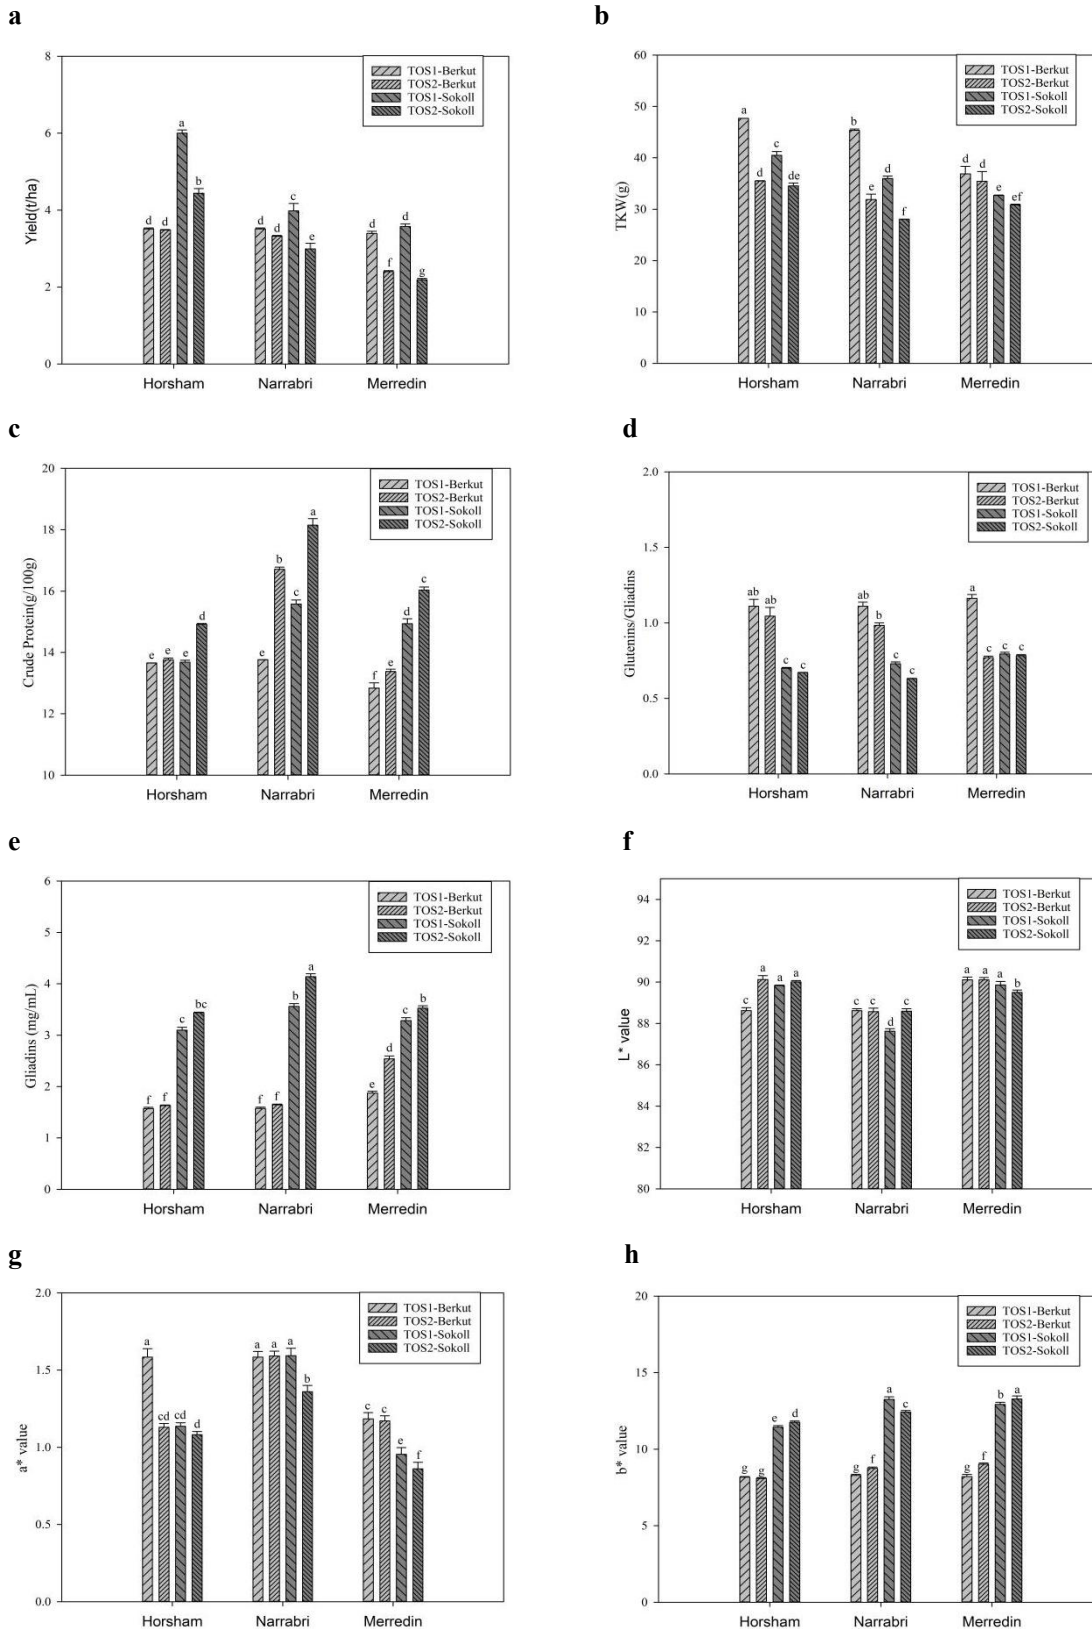 a
8
6
4
2
0
Yield(t/ha)
TOS1-Berkut
TOS2-Berkut
TOS1-Sokoll
TOS2-Sokoll
d d a b
d d c e
d f d g
Horsham Narrabri Merredin
b
60
50
40
30
20
10
0
TKW(g)
TOS1-Berkut
TOS2-Berkut
TOS1-Sokoll
TOS2-Sokoll
a d c de
b e d f
d d e ef
Horsham Narrabri Merredin
c
20
18
16
14
12
10
Crude Protein(g/100g)
TOS1-Berkut
TOS2-Berkut
TOS1-Sokoll
TOS2-Sokoll
e e e d
e b c a
f e d c
Horsham Narrabri Merredin
d
2.0
1.5
1.0
0.5
0.0
Glutenins/Gliadins
TOS1-Berkut
TOS2-Berkut
TOS1-Sokoll
TOS2-Sokoll
ab ab c c
ab b c c
a c c c
Horsham Narrabri Merredin
e
6
5
4
3
2
1
0
Gliadins (mg/mL)
TOS1-Berkut
TOS2-Berkut
TOS1-Sokoll
TOS2-Sokoll
f f c bc
f f b a
e d c b
Horsham Narrabri Merredin
f
94
92
90
88
86
84
82
80
L* value
TOS1-Berkut
TOS2-Berkut
TOS1-Sokoll
TOS2-Sokoll
c a a a
c c d c
a a a b
Horsham Narrabri Merredin
g
2.0
1.5
1.0
0.5
0.0
a* value
TOS1-Berkut
TOS2-Berkut
TOS1-Sokoll
TOS2-Sokoll
a cd cd d
a a a b
c c e f
Horsham Narrabri Merredin
h
20
15
10
5
0
b* value
TOS1-Berkut
TOS2-Berkut
TOS1-Sokoll
TOS2-Sokoll
g g e d
g f a c
g f b a
Horsham Narrabri Merredin